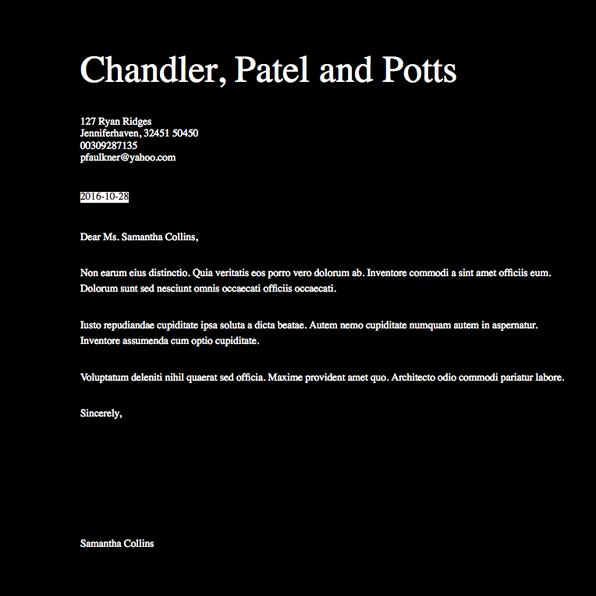 Chandler, Patel and Potts
127 Ryan Ridges
Jenniferhaven, 32451 50450
00309287135
pfaulkner@yahoo.com
2016-10-28
Dear Ms. Samantha Collins,
Non earum eius distinctio. Quia veritatis eos porro vero dolorum ab. Inventore commodi a sint amet officiis eum.
Dolorum sunt sed nesciunt omnis occaecati officiis occaecati.
Iusto repudiandae cupiditate ipsa soluta a dicta beatae. Autem nemo cupiditate numquam autem in aspernatur.
Inventore assumenda cum optio cupiditate.
Voluptatum deleniti nihil quaerat sed officia. Maxime provident amet quo. Architecto odio commodi pariatur labore.
Sincerely,
Samantha Collins